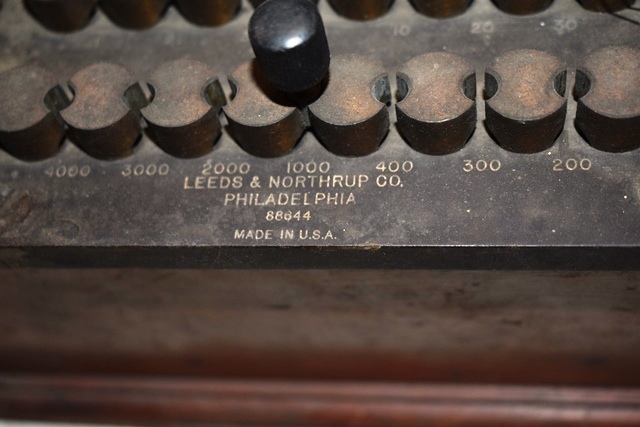 10 20 30
4000 3000 2000 1000 400 300 200
LEEDS & NORTHRUP CO.
PHILADELPHIA
88644
MADE IN U.S.A.